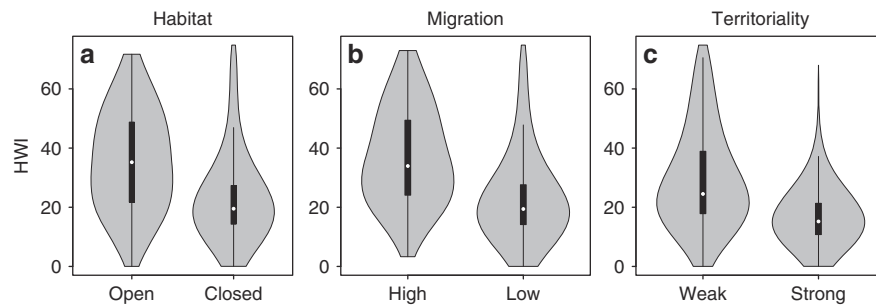 Habitat
Migration
Territoriality
a
b
c
HWI
60
40
20
0
60
40
20
0
60
40
20
0
Open
Closed
High
Low
Weak
Strong